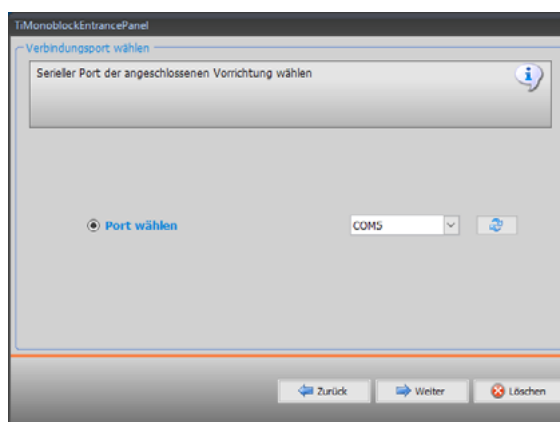 TiMonoblockEntrancePanel
Verbindungsport wählen
Serieller Port der angeschlossenen Vorrichtung wählen
Port wählen
COM5
Zurück
Weiter
Löschen